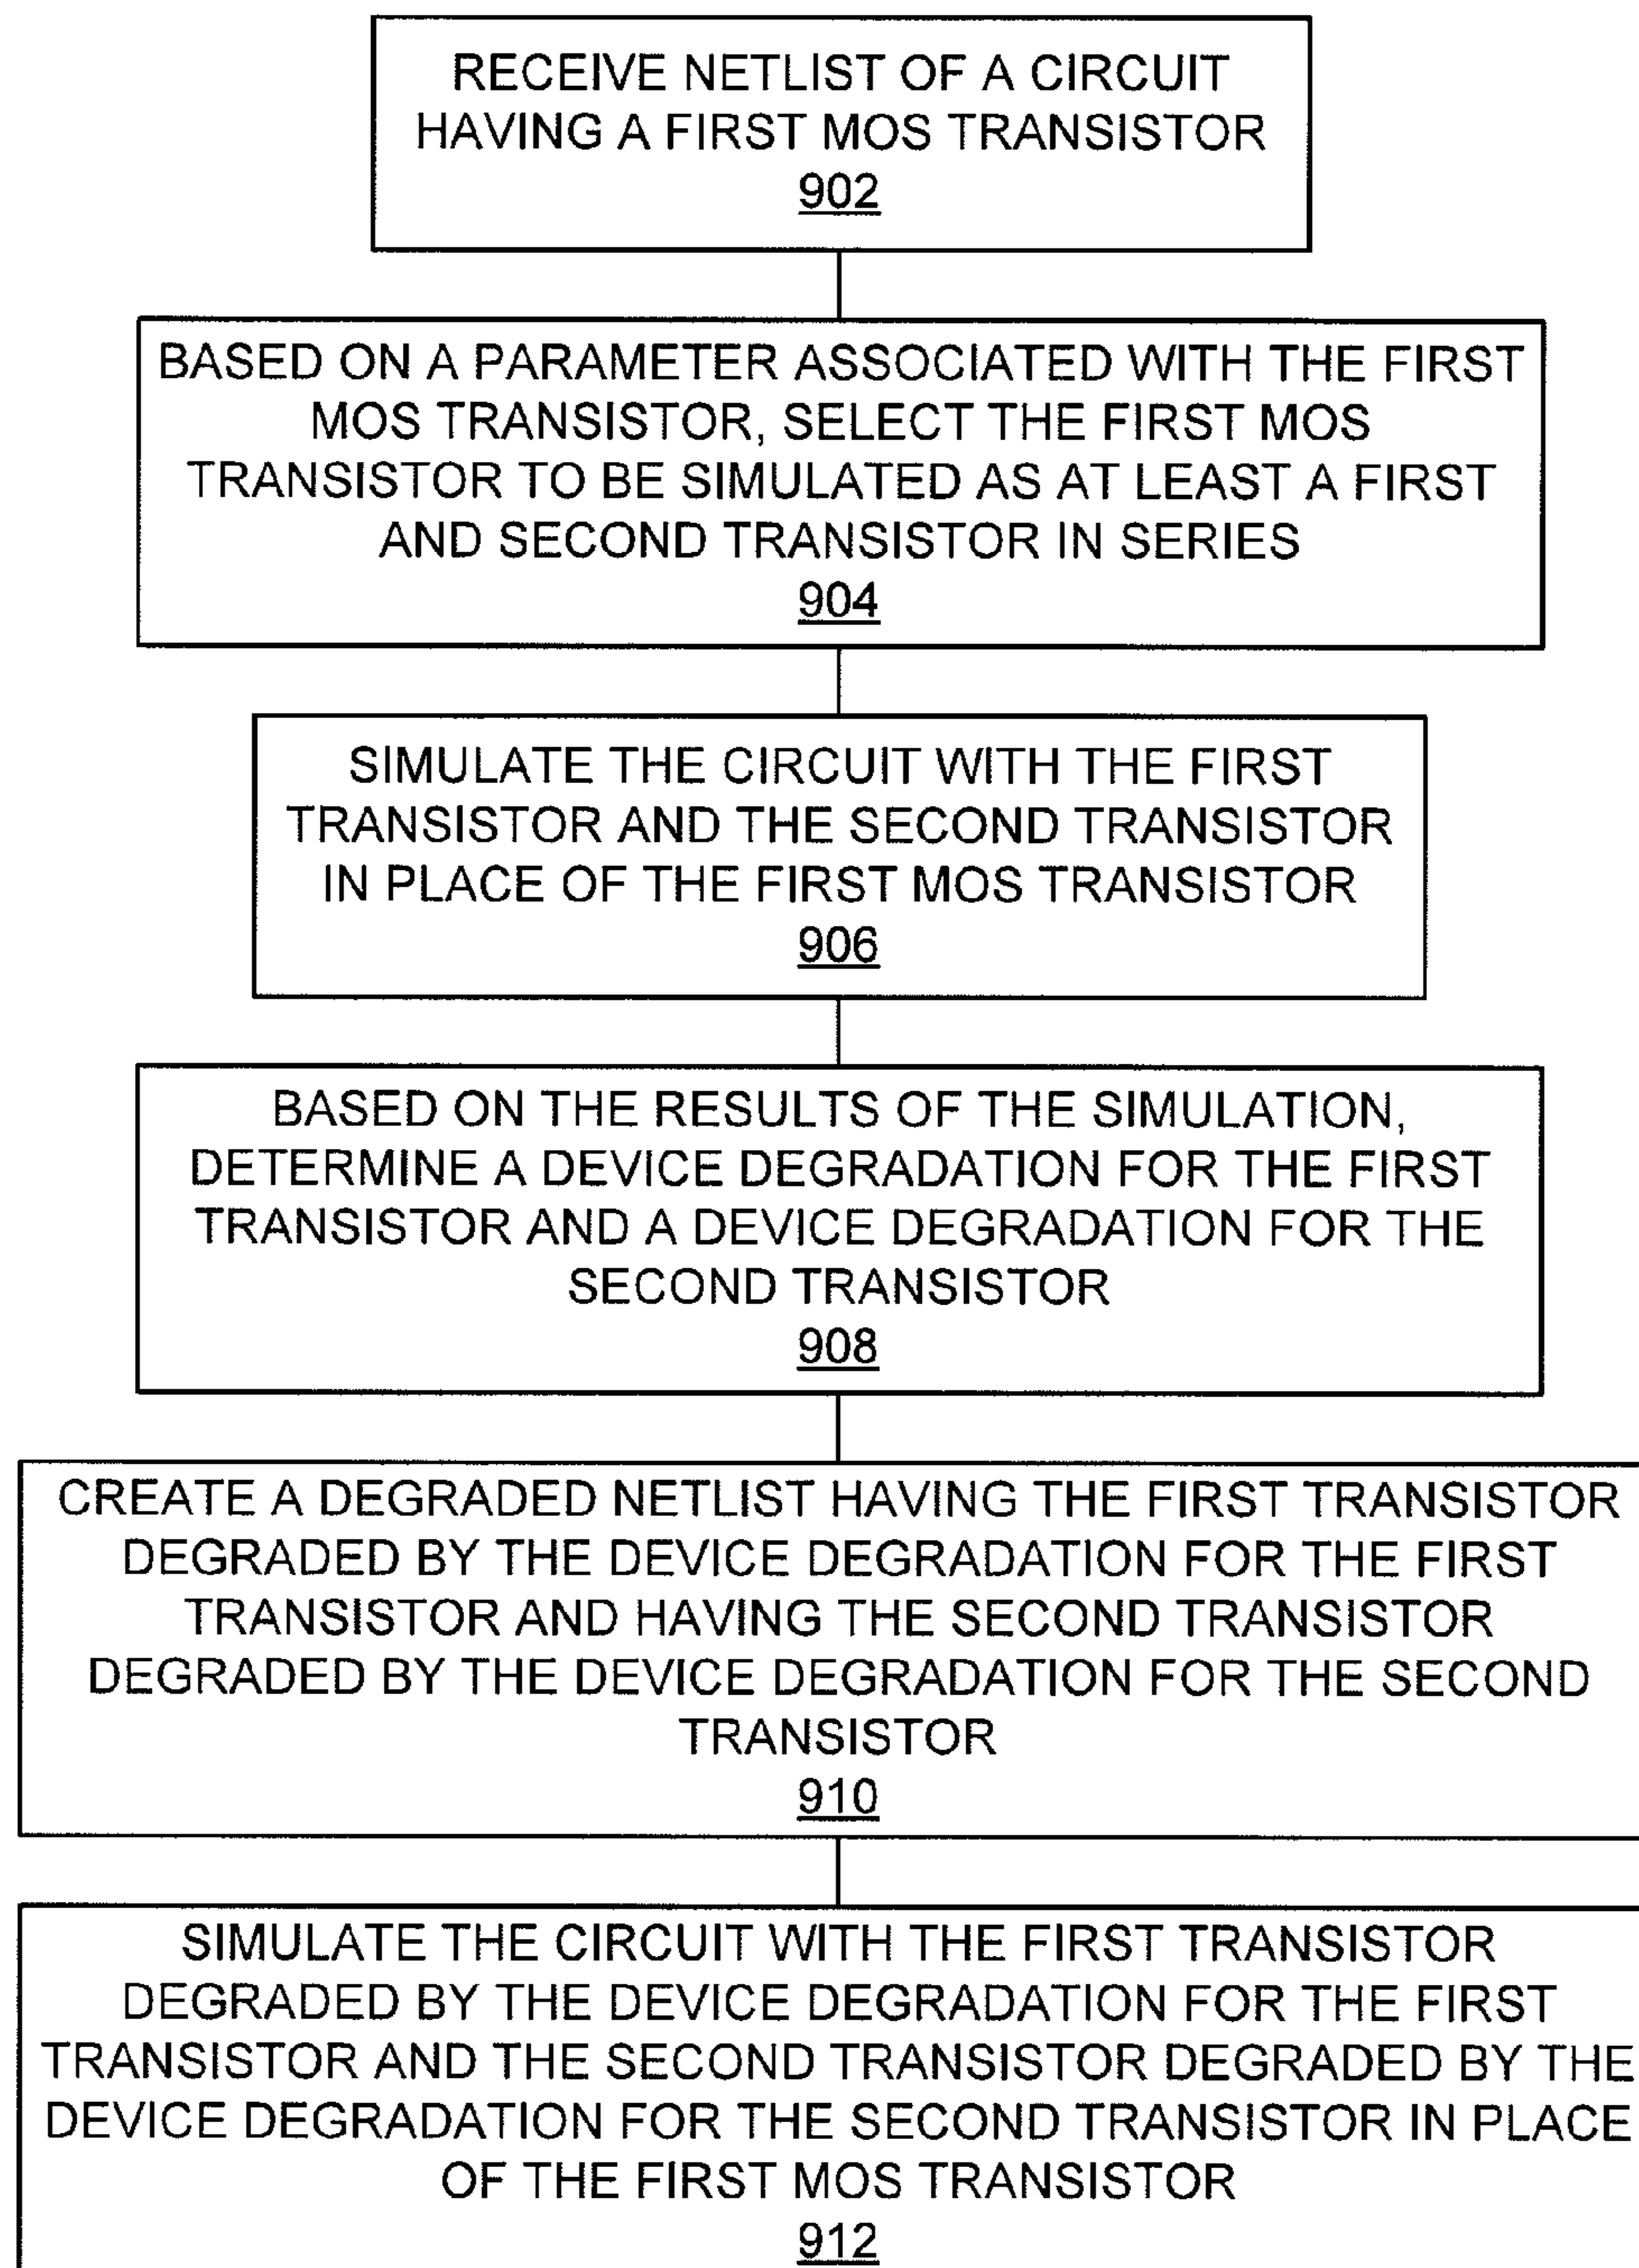 RECEIVE NETLIST OF A CIRCUIT
HAVING A FIRST MOS TRANSISTOR
902
BASED ON A PARAMETER ASSOCIATED WITH THE FIRST
MOS TRANSISTOR, SELECT THE FIRST MOS
TRANSISTOR TO BE SIMULATED AS AT LEAST A FIRST
AND SECOND TRANSISTOR IN SERIES
904
SIMULATE THE CIRCUIT WITH THE FIRST
TRANSISTOR AND THE SECOND TRANSISTOR
IN PLACE OF THE FIRST MOS TRANSISTOR
906
BASED ON THE RESULTS OF THE SIMULATION,
DETERMINE A DEVICE DEGRADATION FOR THE FIRST
TRANSISTOR AND A DEVICE DEGRADATION FOR THE
SECOND TRANSISTOR
908
CREATE A DEGRADED NETLIST HAVING THE FIRST TRANSISTOR
DEGRADED BY THE DEVICE DEGRADATION FOR THE FIRST
TRANSISTOR AND HAVING THE SECOND TRANSISTOR
DEGRADED BY THE DEVICE DEGRADATION FOR THE SECOND
TRANSISTOR
910
SIMULATE THE CIRCUIT WITH THE FIRST TRANSISTOR
DEGRADED BY THE DEVICE DEGRADATION FOR THE FIRST
TRANSISTOR AND THE SECOND TRANSISTOR DEGRADED BY THE
DEVICE DEGRADATION FOR THE SECOND TRANSISTOR IN PLACE
OF THE FIRST MOS TRANSISTOR
912